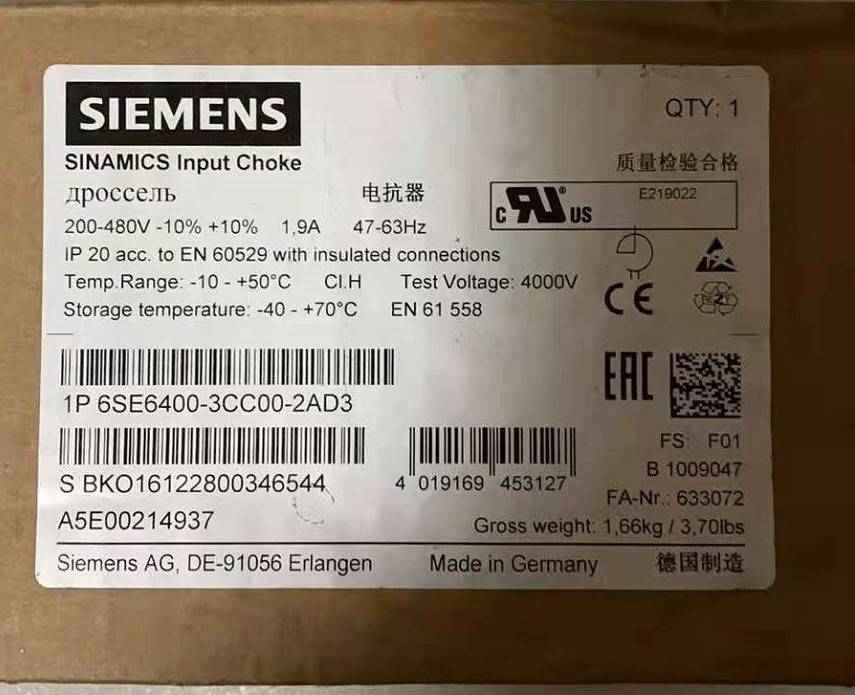 SIEMENS
QTY: 1
SINAMICS Input Choke
质量检验合格
дроссель 电抗器
E219022
c RU® US
200-480V -10% +10% 1,9A 47-63Hz
IP 20 acc. to EN 60529 with insulated connections
Temp.Range: -10 - +50°C Cl.H Test Voltage: 4000V
CE
Storage temperature: -40 - +70°C EN 61 558
EAC
1P 6SE6400-3CC00-2AD3
FS: F01
B 1009047
S BKO16122800346544
4 019169 453127
FA-Nr.: 633072
A5E00214937
Gross weight: 1,66kg / 3,70lbs
Siemens AG, DE-91056 Erlangen Made in Germany 德国制造